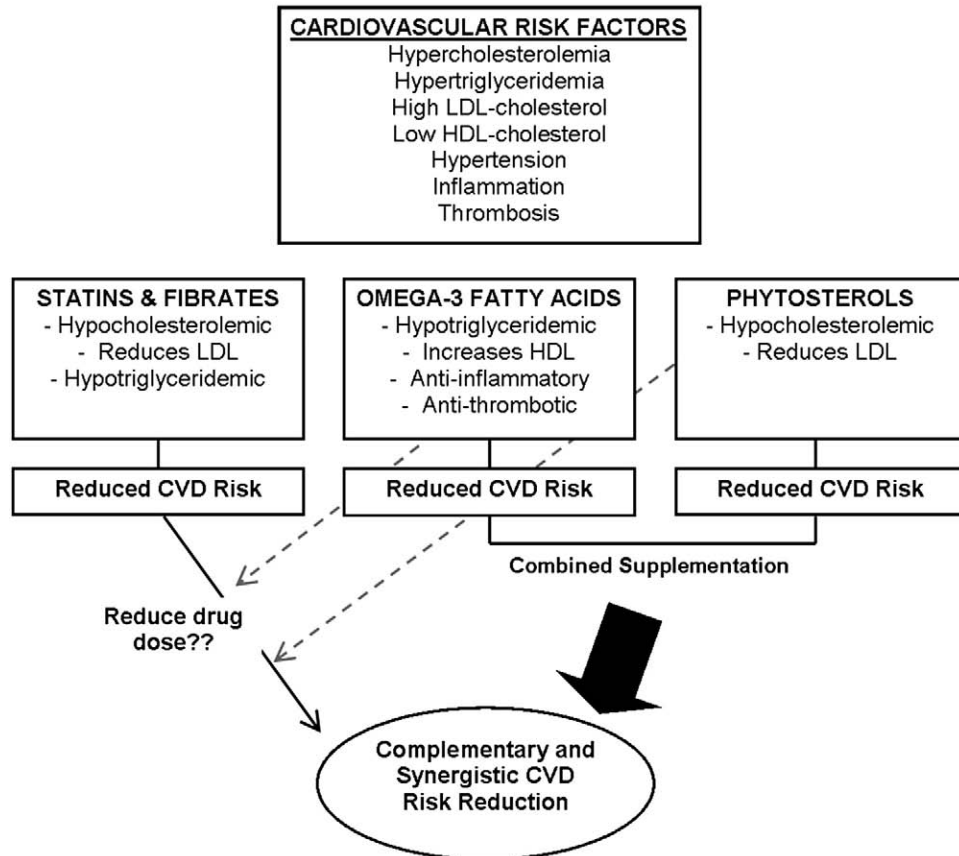 CARDIOVASCULAR RISK FACTORS
Hypercholesterolemia
Hypertriglyceridemia
High LDL-cholesterol
Low HDL-cholesterol
Hypertension
Inflammation
Thrombosis
STATINS & FIBRATES
- Hypocholesterolemic
- Reduces LDL
- Hypotriglyceridemic
OMEGA-3 FATTY ACIDS
- Hypotriglyceridemic
- Increases HDL
- Anti-inflammatory
- Anti-thrombotic
PHYTOSTEROLS
- Hypocholesterolemic
- Reduces LDL
Reduced CVD Risk
Reduced CVD Risk
Reduced CVD Risk
Combined Supplementation
Reduce drug
dose??
Complementary and
Synergistic CVD
Risk Reduction